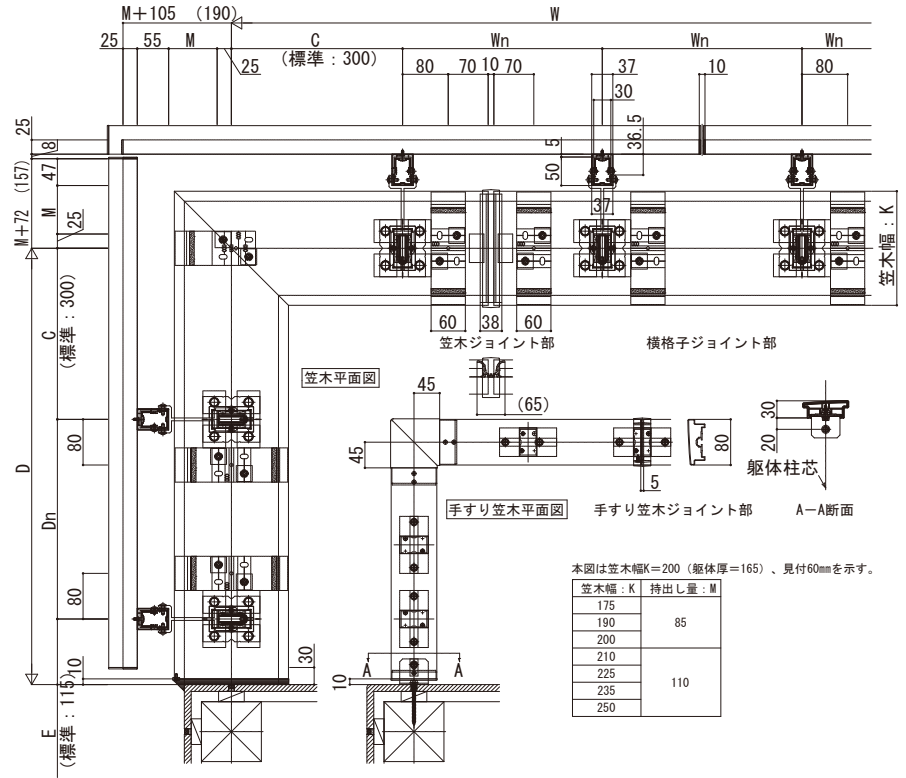 M+105 (190)
W
25
55
M
25
C
(標準：300)
Wn
Wn
Wn
80
70
10
70
37
30
10
80
25
8
M+72 (157)
47
M
25
5
50
36.5
37
笠木幅：K
60
38
60
笠木ジョイント部
横格子ジョイント部
C
(標準：300)
笠木平面図
(65)
45
45
80
5
30
20
躯体柱芯
手すり笠木平面図
手すり笠木ジョイント部
A－A断面
D
80
Dn
80
10
30
10
A
A
E
(標準：115)
本図は笠木幅K=200（躯体厚=165）、見付60㎜を示す。
笠木幅：K 持出し量：M
175
190
200
85
210
225
235
250
110